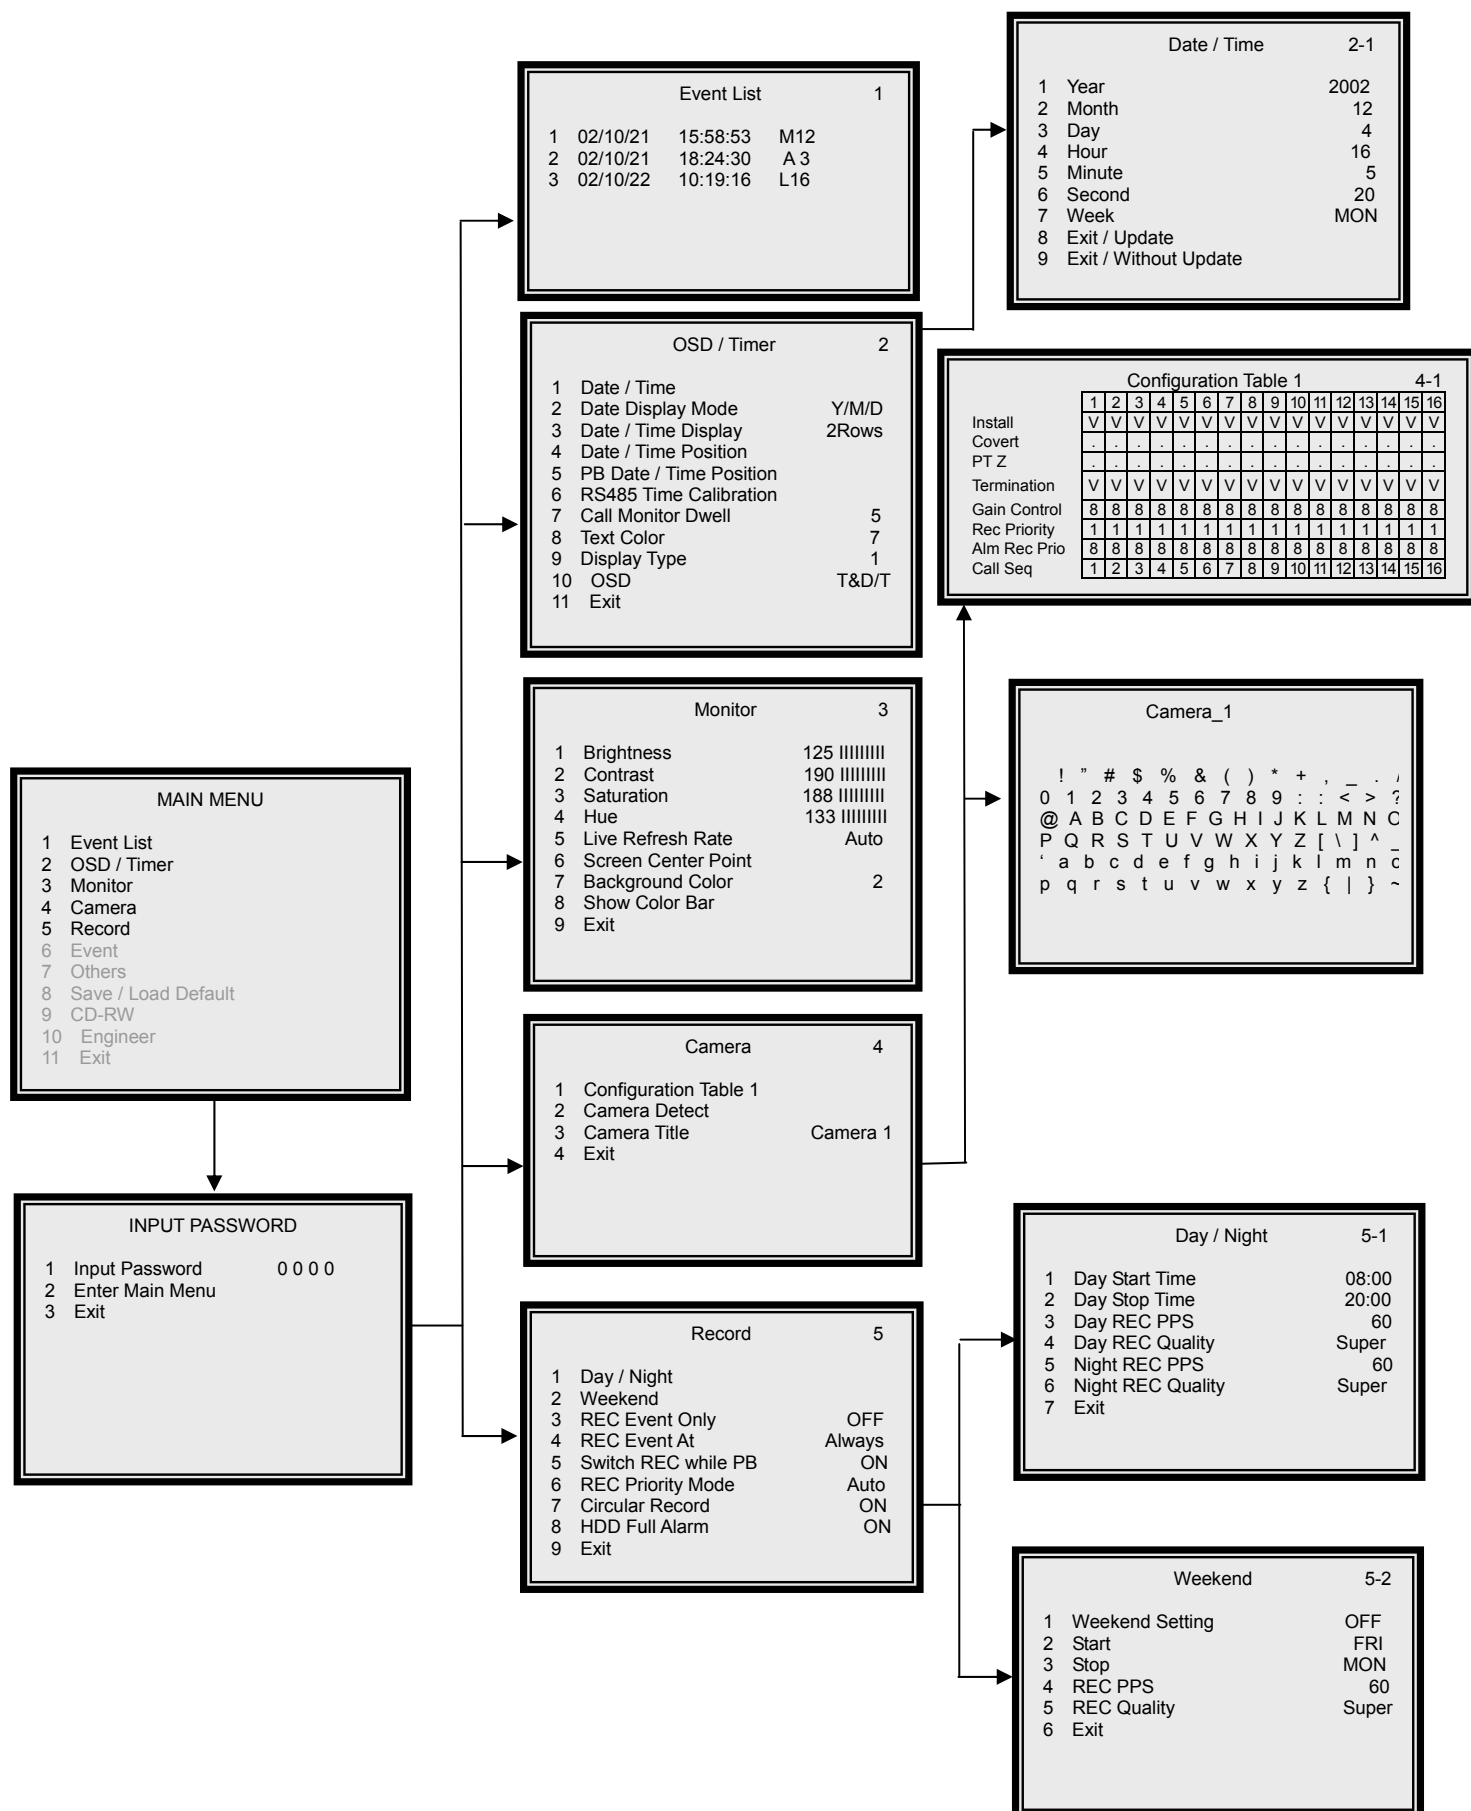 MAIN MENU
1 Event List
2 OSD / Timer
3 Monitor
4 Camera
5 Record
6 Event
7 Others
8 Save / Load Default
9 CD-RW
10 Engineer
11 Exit
INPUT PASSWORD
1 Input Password 0 0 0 0
2 Enter Main Menu
3 Exit
Event List 1
1 02/10/21 15:58:53 M12
2 02/10/21 18:24:30 A 3
3 02/10/22 10:19:16 L16
OSD / Timer 2
1 Date / Time
2 Date Display Mode Y/M/D
3 Date / Time Display 2Rows
4 Date / Time Position
5 PB Date / Time Position
6 RS485 Time Calibration
7 Call Monitor Dwell 5
8 Text Color 7
9 Display Type 1
10 OSD T&D/T
11 Exit
Monitor 3
1 Brightness 125 IIIIIIIII
2 Contrast 190 IIIIIIIII
3 Saturation 188 IIIIIIIII
4 Hue 133 IIIIIIIII
5 Live Refresh Rate Auto
6 Screen Center Point
7 Background Color 2
8 Show Color Bar
9 Exit
Camera 4
1 Configuration Table 1
2 Camera Detect
3 Camera Title Camera 1
4 Exit
Record 5
1 Day / Night
2 Weekend
3 REC Event Only OFF
4 REC Event At Always
5 Switch REC while PB ON
6 REC Priority Mode Auto
7 Circular Record ON
8 HDD Full Alarm ON
9 Exit
Date / Time 2-1
1 Year 2002
2 Month 12
3 Day 4
4 Hour 16
5 Minute 5
6 Second 20
7 Week MON
8 Exit / Update
9 Exit / Without Update
Configuration Table 1 4-1
1 2 3 4 5 6 7 8 9 10 11 12 13 14 15 16
Install V V V V V V V V V V V V V V V V
Covert . . . . . . . . . . . . . . . .
PT Z . . . . . . . . . . . . . . . .
Termination V V V V V V V V V V V V V V V V
Gain Control 8 8 8 8 8 8 8 8 8 8 8 8 8 8 8 8
Rec Priority 1 1 1 1 1 1 1 1 1 1 1 1 1 1 1 1
Alm Rec Prio 8 8 8 8 8 8 8 8 8 8 8 8 8 8 8 8
Call Seq 1 2 3 4 5 6 7 8 9 10 11 12 13 14 15 16
Camera_1
! ” # $ % & ( ) * + , _ . /
0 1 2 3 4 5 6 7 8 9 : : < > ?
@ A B C D E F G H I J K L M N O
P Q R S T U V W X Y Z [ \ ] ^ _
‘ a b c d e f g h i j k l m n o
p q r s t u v w x y z { | } ~
Day / Night 5-1
1 Day Start Time 08:00
2 Day Stop Time 20:00
3 Day REC PPS 60
4 Day REC Quality Super
5 Night REC PPS 60
6 Night REC Quality Super
7 Exit
Weekend 5-2
1 Weekend Setting OFF
2 Start FRI
3 Stop MON
4 REC PPS 60
5 REC Quality Super
6 Exit